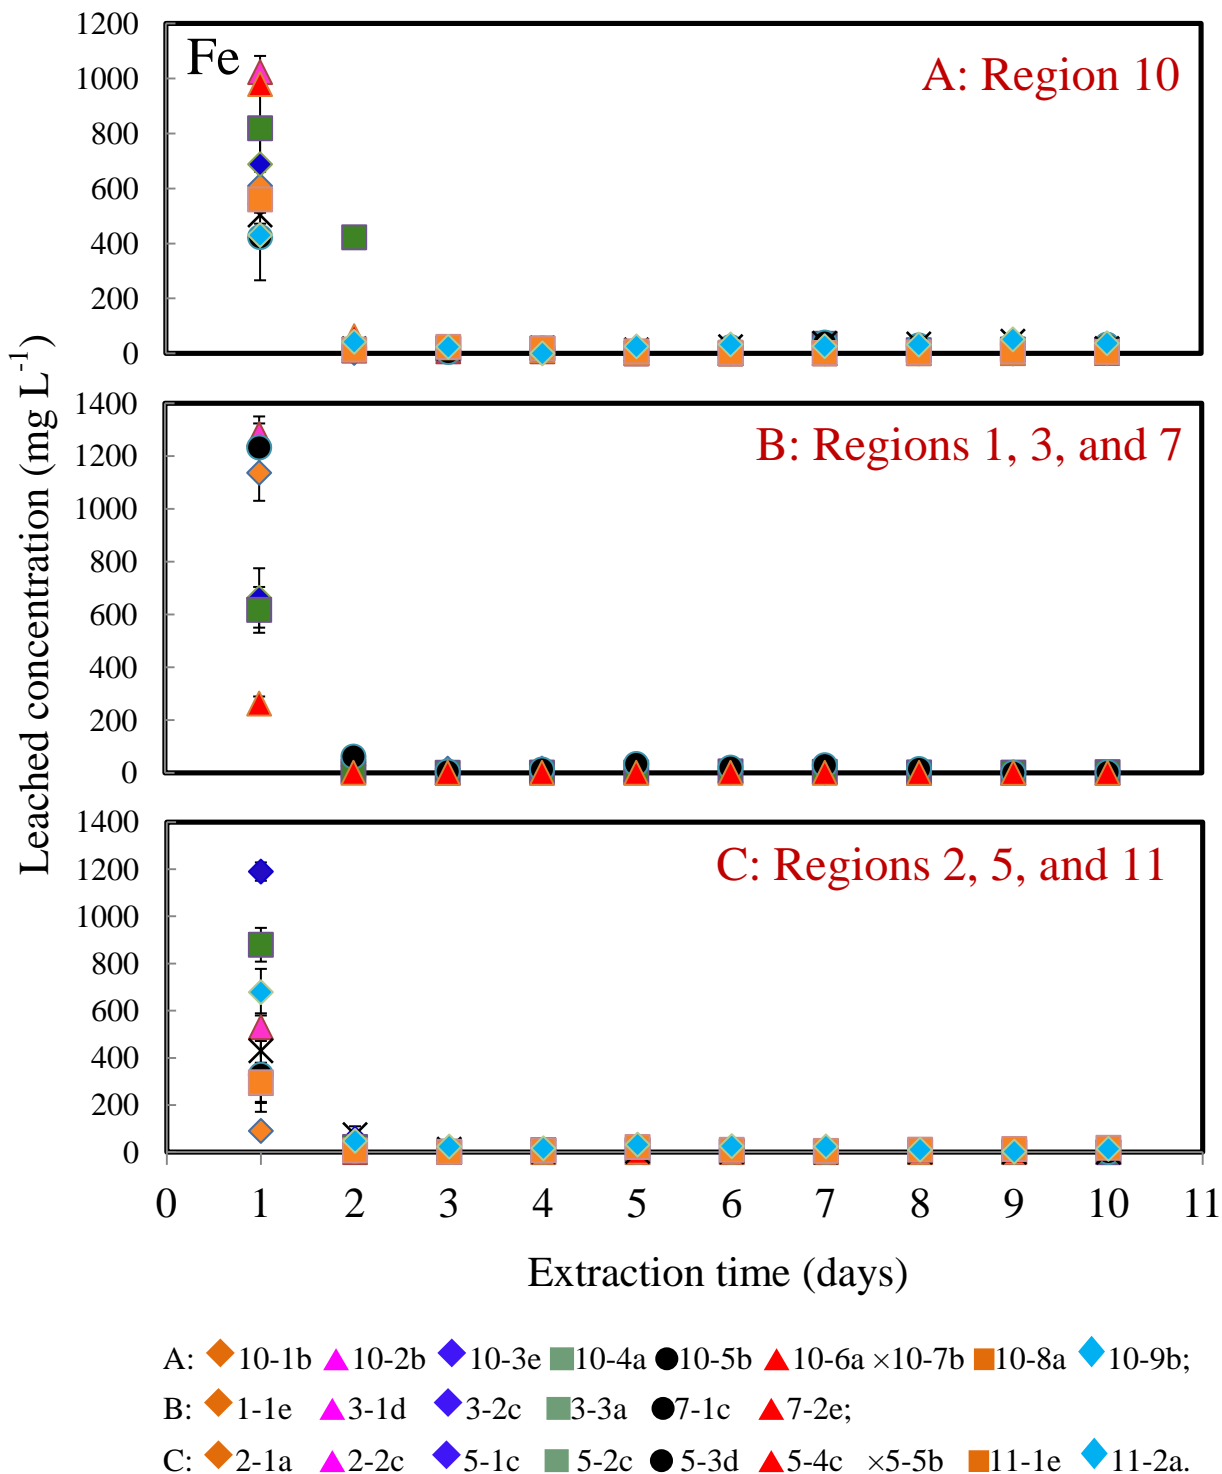 Fe
A: Region 10
1200
1000
800
600
400
200
0
B: Regions 1, 3, and 7
1400
1200
1000
800
600
400
200
0
C: Regions 2, 5, and 11
1400
1200
1000
800
600
400
200
0
Leached concentration (mg L⁻¹)
0 1 2 3 4 5 6 7 8 9 10 11
Extraction time (days)
A: 10-1b 10-2b 10-3e 10-4a 10-5b 10-6a ×10-7b 10-8a 10-9b;
B: 1-1e 3-1d 3-2c 3-3a 7-1c 7-2e;
C: 2-1a 2-2c 5-1c 5-2c 5-3d 5-4c ×5-5b 11-1e 11-2a.